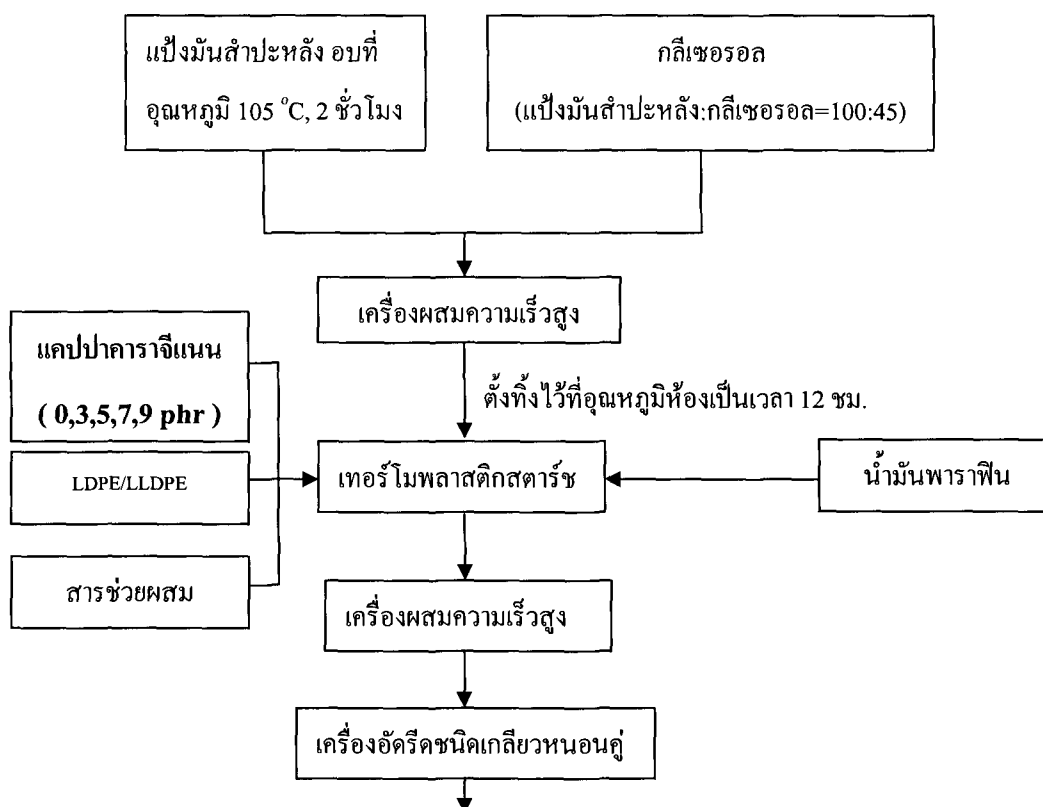 แป้งมันสำปะหลัง อบที่
อุณหภูมิ 105 °C, 2 ชั่วโมง
กลีเซอรอล
(แป้งมันสำปะหลัง:กลีเซอรอล=100:45)
เครื่องผสมความเร็วสูง
แคปปาคาราจีแนน
( 0,3,5,7,9 phr )
ตั้งทิ้งไว้ที่อุณหภูมิห้องเป็นเวลา 12 ชม.
LDPE/LLDPE
เทอร์โมพลาสติกสตาร์ช
น้ำมันพาราฟิน
สารช่วยผสม
เครื่องผสมความเร็วสูง
เครื่องอัดรีดชนิดเกลียวหนอนคู่